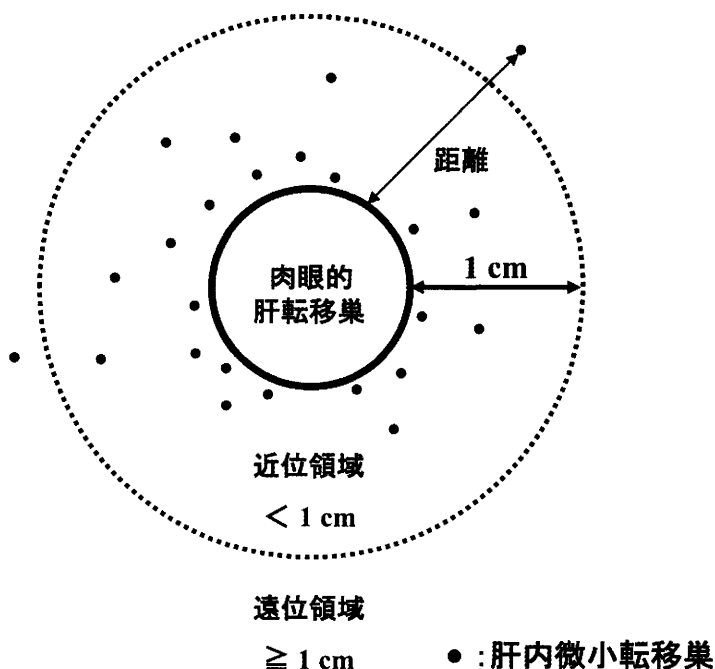 距離
1 cm
肉眼的
肝転移巣
近位領域
< 1 cm
遠位領域
≧ 1 cm
● :肝内微小転移巣